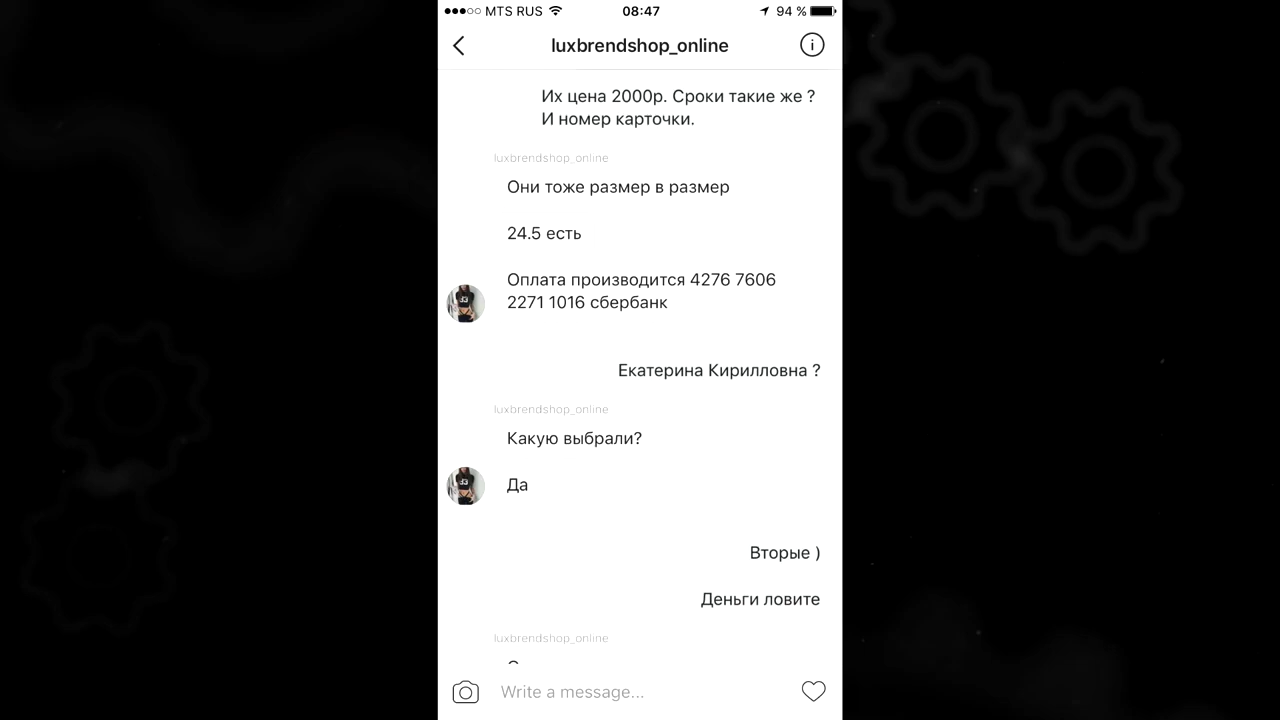 MTS RUS 08:47 94 %
luxbrendshop_online
Их цена 2000р. Сроки такие же ?
И номер карточки.
luxbrendshop_online
Они тоже размер в размер
24.5 есть
Оплата производится 4276 7606
2271 1016 сбербанк
Екатерина Кирилловна ?
luxbrendshop_online
Какую выбрали?
Да
Вторые )
Деньги ловите
luxbrendshop_online
Write a message...